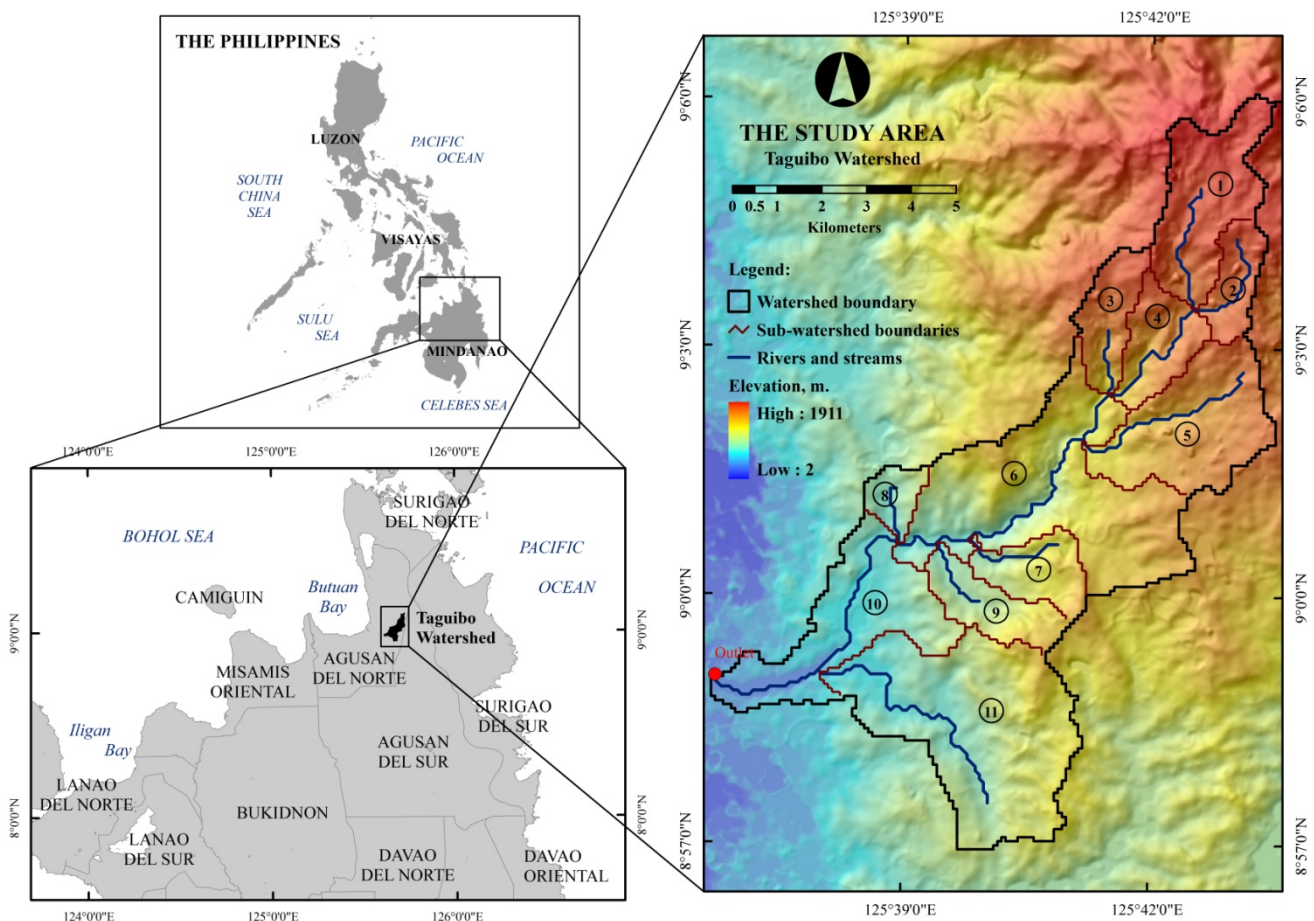 THE PHILIPPINES
LUZON
PACIFIC
OCEAN
SOUTH
CHINA
SEA
VISAYAS
SULU
SEA
MINDANAO
CELEBES SEA
124°0'0"E
125°0'0"E
126°0'0"E
SURIGAO
DEL NORTE
BOHOL SEA
PACIFIC
OCEAN
Butuan
Bay
CAMIGUIN
Taguibo
Watershed
9°0'0"N
9°0'0"N
MISAMIS
ORIENTAL
AGUSAN
DEL NORTE
SURIGAO
DEL SUR
Iligan
Bay
AGUSAN
DEL SUR
LANAO
DEL NORTE
BUKIDNON
8°0'0"N
8°0'0"N
LANAO
DEL SUR
DAVAO
DEL NORTE
DAVAO
ORIENTAL
124°0'0"E
125°0'0"E
126°0'0"E
125°39'0"E
125°42'0"E
9°6'0"N
9°6'0"N
THE STUDY AREA
Taguibo Watershed
0 0.5 1 2 3 4 5
Kilometers
Legend:
Watershed boundary
Sub-watershed boundaries
Rivers and streams
Elevation, m.
High : 1911
Low : 2
1
2
3
4
9°3'0"N
9°3'0"N
5
6
8
7
10
9
9°0'0"N
9°0'0"N
Outlet
11
8°57'0"N
8°57'0"N
125°39'0"E
125°42'0"E